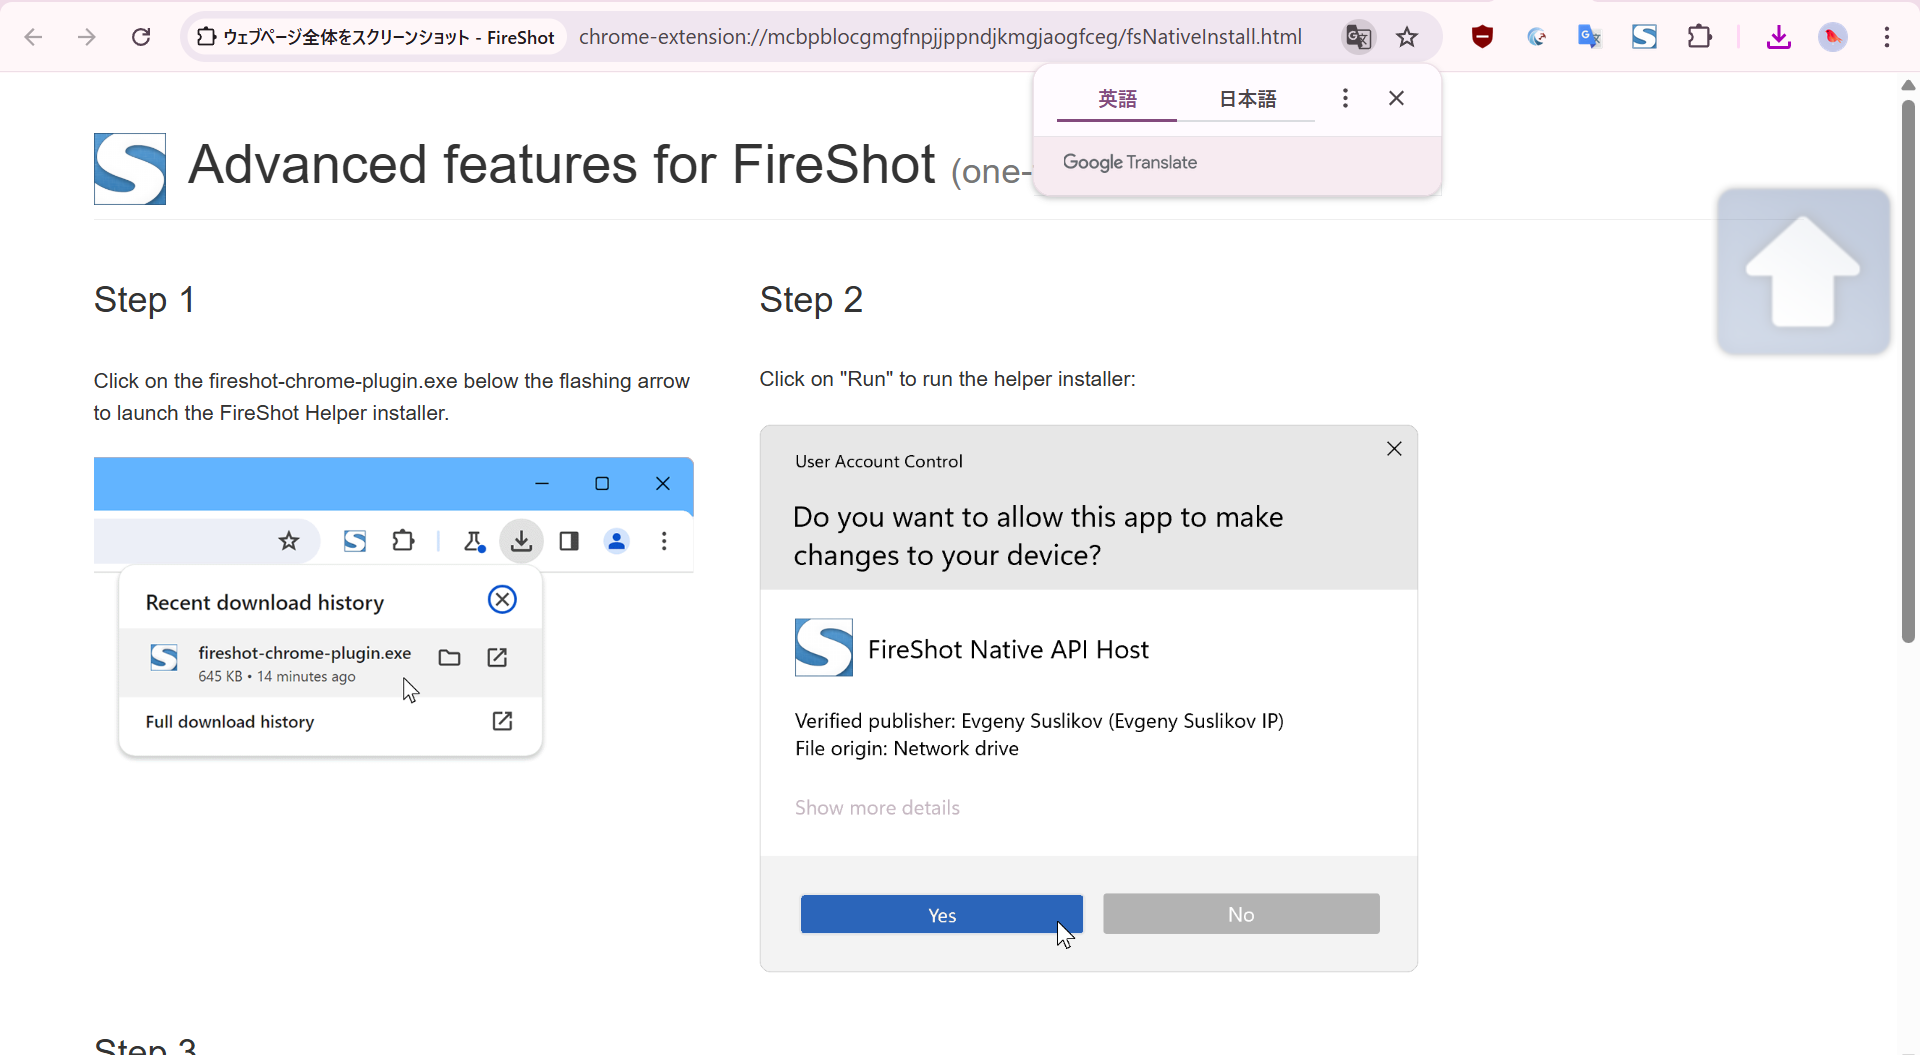 ウェブページ全体をスクリーンショット - FireShot
chrome-extension://mcbpblocgmgfnpjjppndjkmgjaogfceg/fsNativeInstall.html
英語
日本語
Google Translate
Advanced features for FireShot (one-
Step 1
Click on the fireshot-chrome-plugin.exe below the flashing arrow
to launch the FireShot Helper installer.
Recent download history
fireshot-chrome-plugin.exe
645 KB • 14 minutes ago
Full download history
Step 2
Click on "Run" to run the helper installer:
User Account Control
Do you want to allow this app to make
changes to your device?
FireShot Native API Host
Verified publisher: Evgeny Suslikov (Evgeny Suslikov IP)
File origin: Network drive
Show more details
Yes
No
Step 3